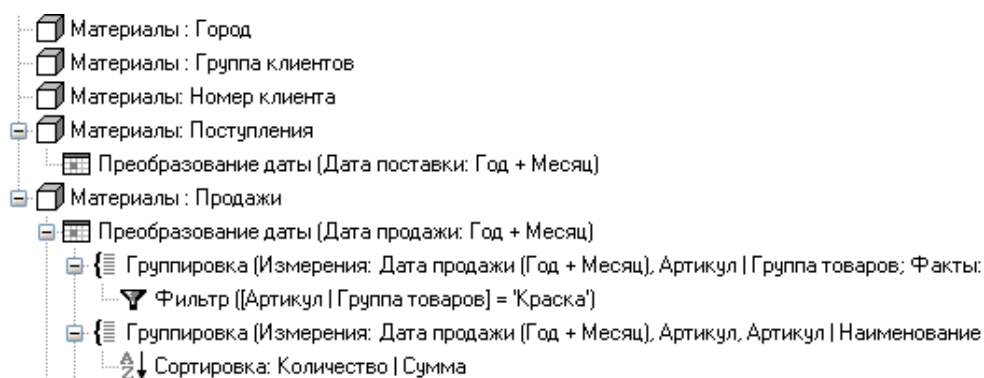 Материалы : Город
Материалы : Группа клиентов
Материалы: Номер клиента
Материалы: Поступления
Преобразование даты (Дата поставки: Год + Месяц)
Материалы : Продажи
Преобразование даты (Дата продажи: Год + Месяц)
Группировка (Измерения: Дата продажи (Год + Месяц), Артикул | Группа товаров; Факты:
Фильтр ([Артикул | Группа товаров] = 'Краска')
Группировка (Измерения: Дата продажи (Год + Месяц), Артикул, Артикул | Наименование
Сортировка: Количество | Сумма